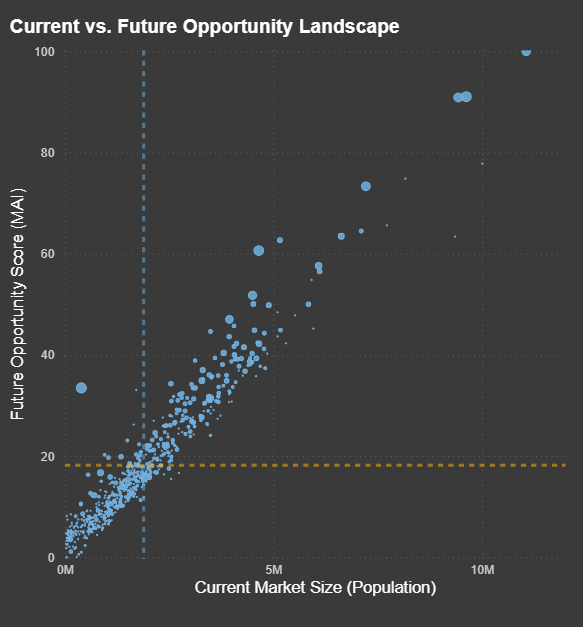 Current vs. Future Opportunity Landscape
Future Opportunity Score (MAI)
100
80
60
40
20
0
0M
5M
10M
Current Market Size (Population)